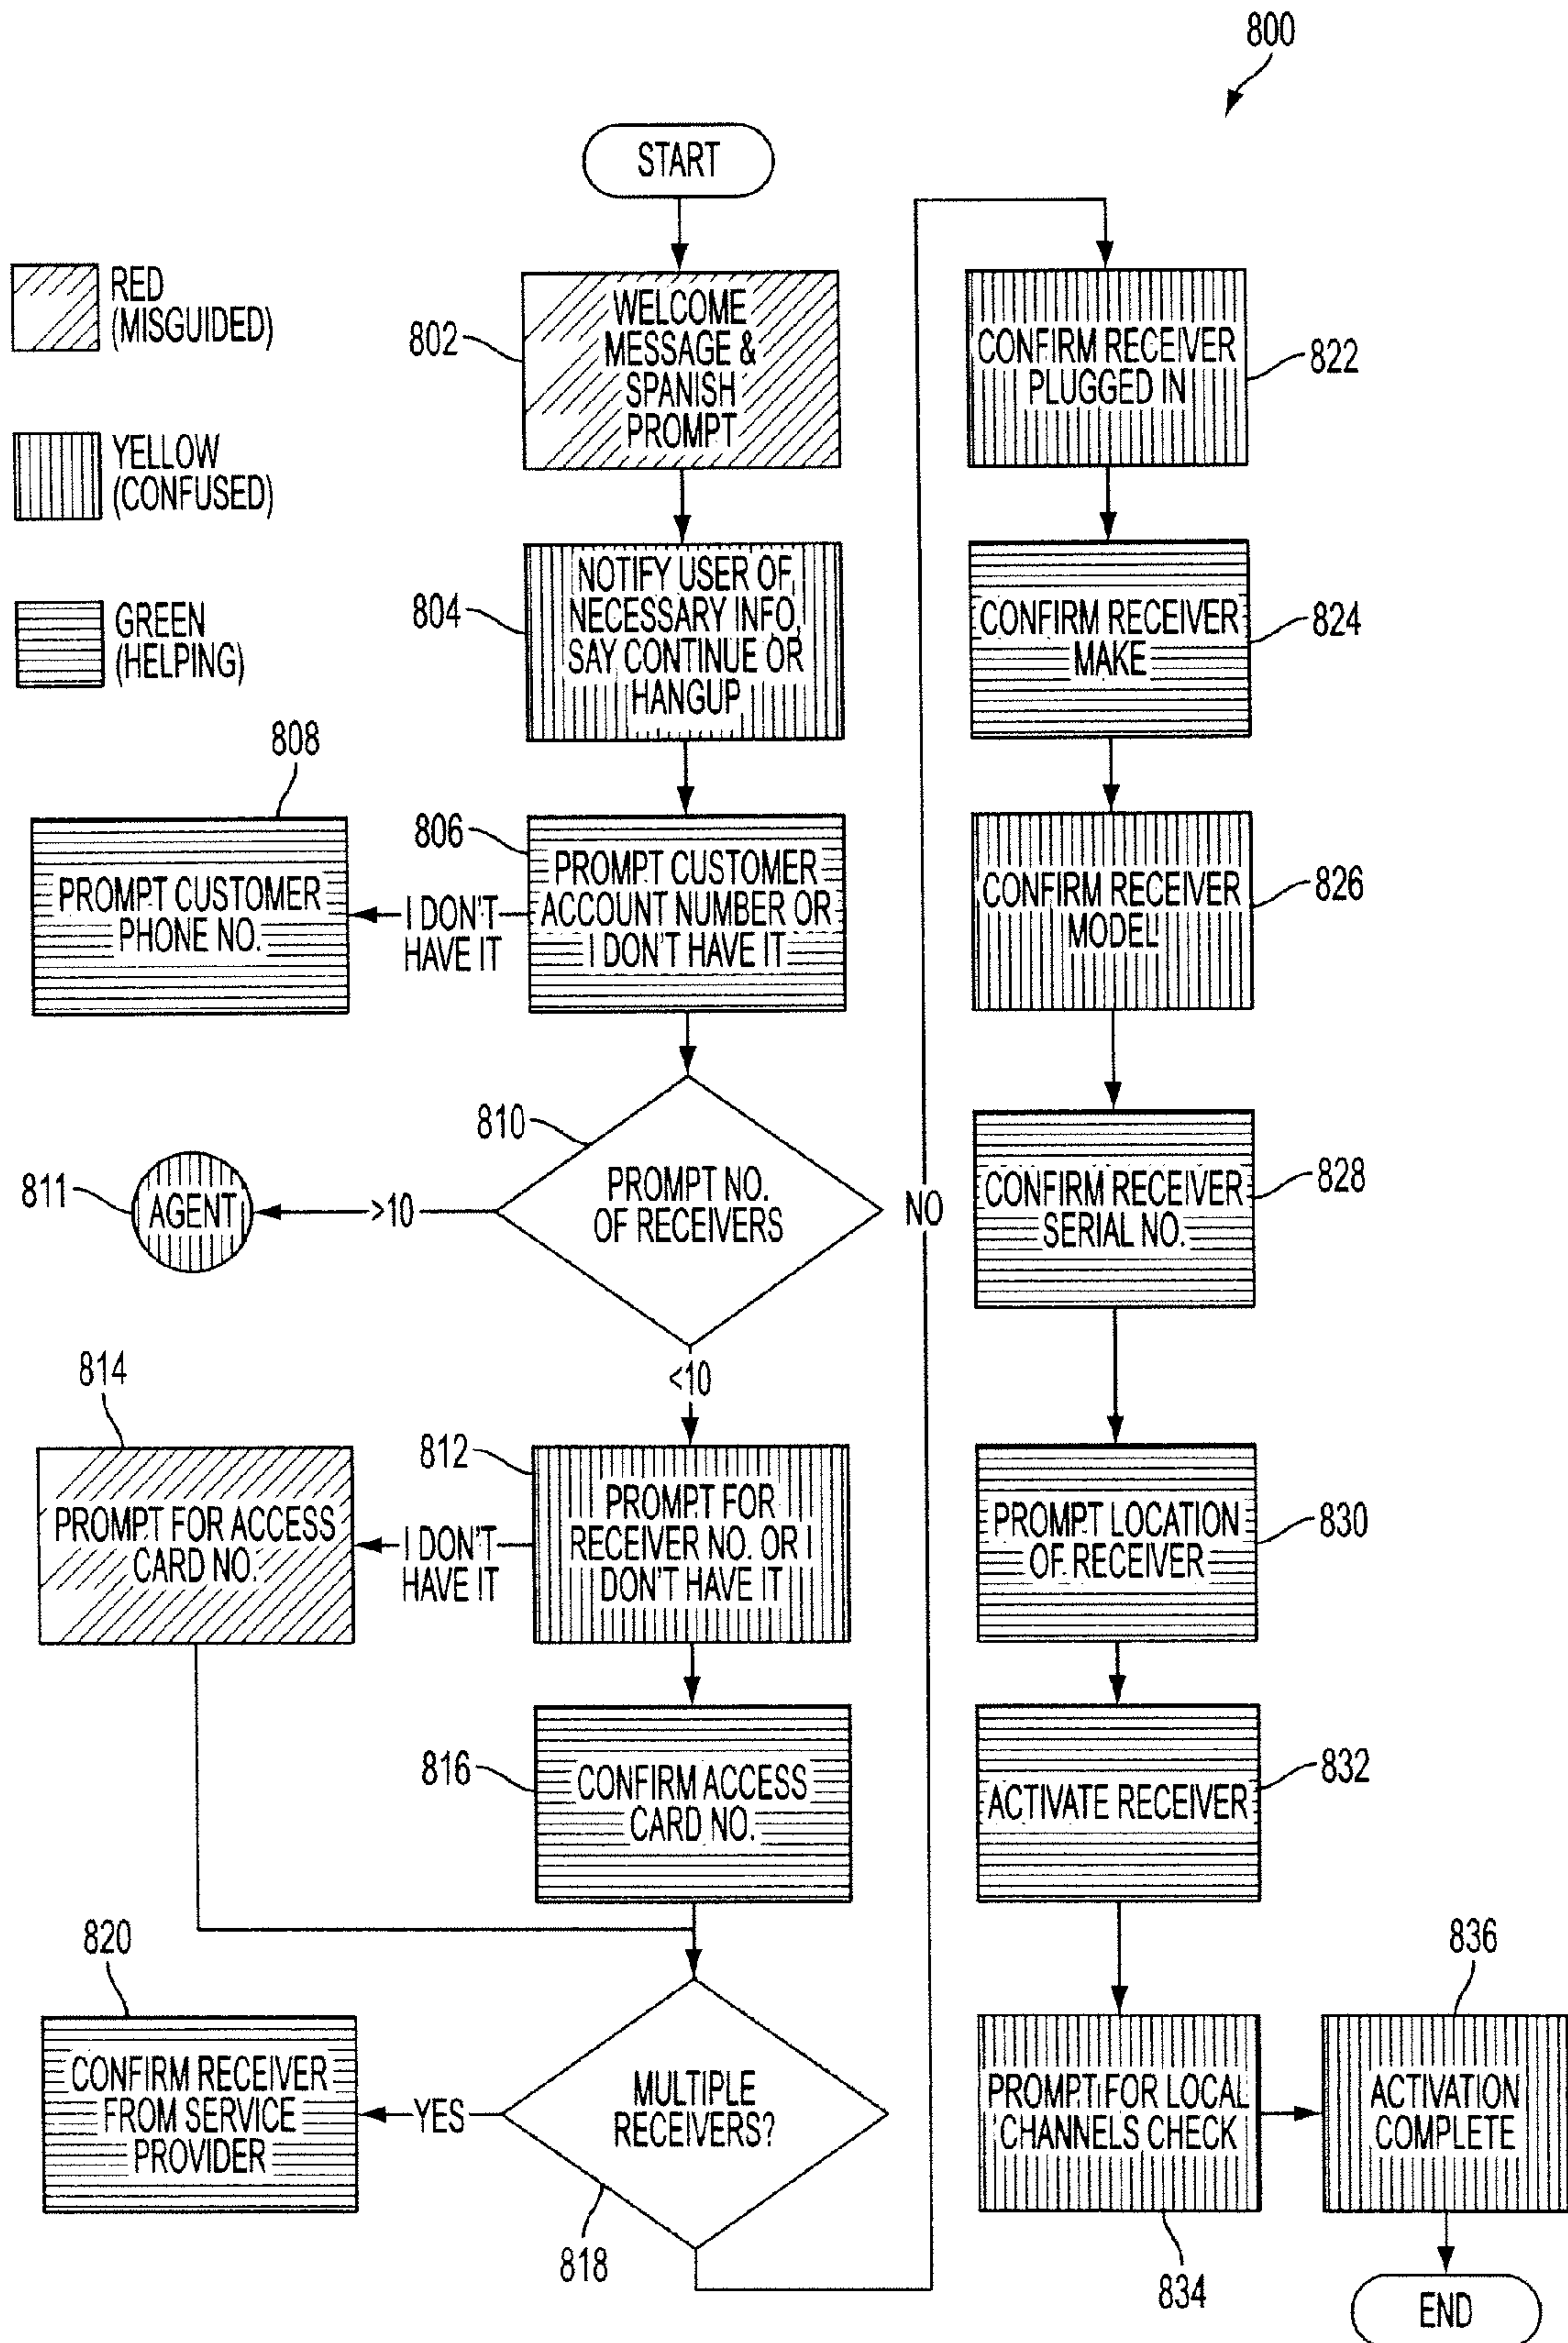 800
START
RED
(MISGUIDED)
YELLOW
(CONFUSED)
GREEN
(HELPING)
802
WELCOME
MESSAGE &
SPANISH
PROMPT
804
NOTIFY USER OF
NECESSARY INFO,
SAY CONTINUE OR
HANGUP
806
PROMPT CUSTOMER
ACCOUNT NUMBER OR
I DON'T HAVE IT
I DON'T
HAVE IT
808
PROMPT CUSTOMER
PHONE NO.
810
PROMPT NO.
OF RECEIVERS
>10
811
AGENT
<10
812
PROMPT FOR
RECEIVER NO. OR I
DON'T HAVE IT
I DON'T
HAVE IT
814
PROMPT FOR ACCESS
CARD NO.
816
CONFIRM ACCESS
CARD NO.
818
MULTIPLE
RECEIVERS?
YES
820
CONFIRM RECEIVER
FROM SERVICE
PROVIDER
NO
822
CONFIRM RECEIVER
PLUGGED IN
824
CONFIRM RECEIVER
MAKE
826
CONFIRM RECEIVER
MODEL
828
CONFIRM RECEIVER
SERIAL NO.
830
PROMPT LOCATION
OF RECEIVER
832
ACTIVATE RECEIVER
834
PROMPT FOR LOCAL
CHANNELS CHECK
836
ACTIVATION
COMPLETE
END